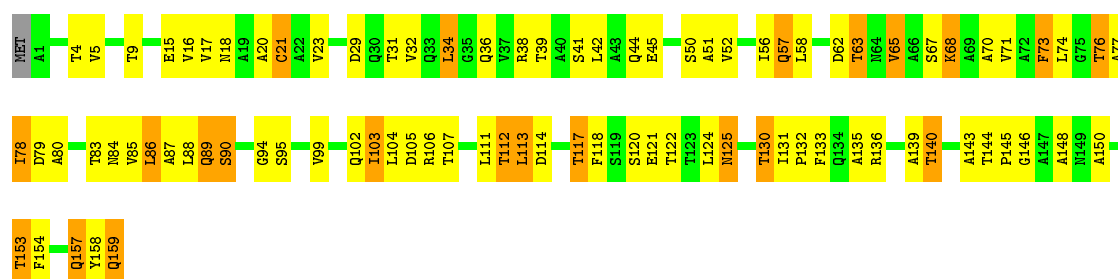 MET A1 T4 V5 T9 E15 V16 V17 N18 A19 A20 C21 A22 V23 D29 Q30 T31 V32 Q33 L34 G35 Q36 V37 R38 T39 A40 S41 L42 A43 Q44 E45 S50 A51 V52 I56 Q57 L58 D62 T63 N64 V65 A66 S67 K68 A69 A70 V71 A72 F73 L74 G75 T76 A77
I78 D79 A80 T83 N84 V85 L86 A87 L88 Q89 S90 G94 S95 V99 Q102 I103 L104 D105 R106 T107 L111 T112 L113 D114 T117 F118 S119 S120 E121 T122 T123 L124 N125 T130 I131 P132 F133 Q134 A135 R136 A139 T140 A143 T144 P145 G146 A147 A148 N149 A150
T153 F154 Q157 Y158 Q159